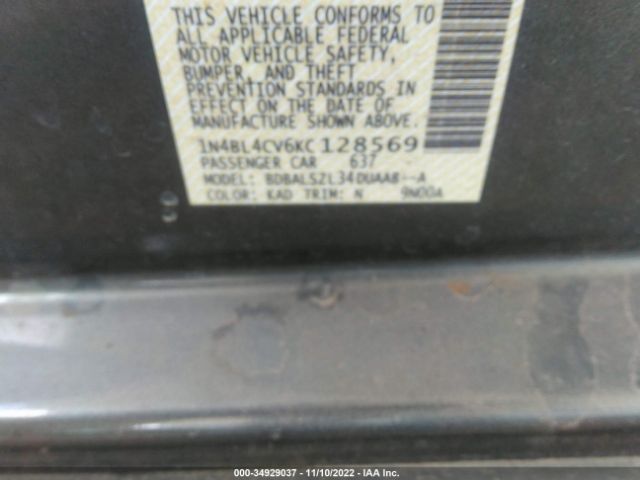 THIS VEHICLE CONFORMS TO
ALL APPLICABLE FEDERAL
MOTOR VEHICLE SAFETY,
BUMPER, AND THEFT
PREVENTION STANDARDS IN
EFFECT ON THE DATE OF
MANUFACTURE SHOWN ABOVE.
1N4BL4CV6KC128569
PASSENGER CAR 637
MODEL: BDBALSZL34DUAA8--A
COLOR: KAD TRIM: N 9N00A
000-34929037 - 11/10/2022 - IAA Inc.